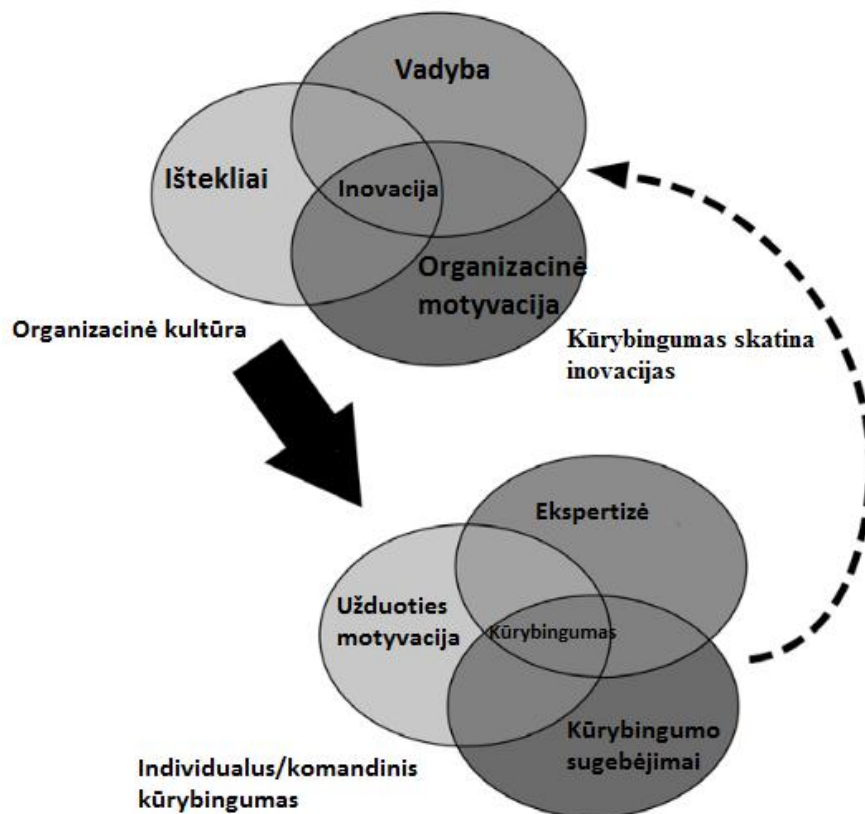 Vadyba
Ištekliai
Inovacija
Organizacinė
motyvacija
Organizacinė kultūra
Kūrybingumas skatina
inovacijas
Ekspertizė
Užduoties
motyvacija
Kūrybingumas
Kūrybingumo
sugebėjimai
Individualus/komandinis
kūrybingumas